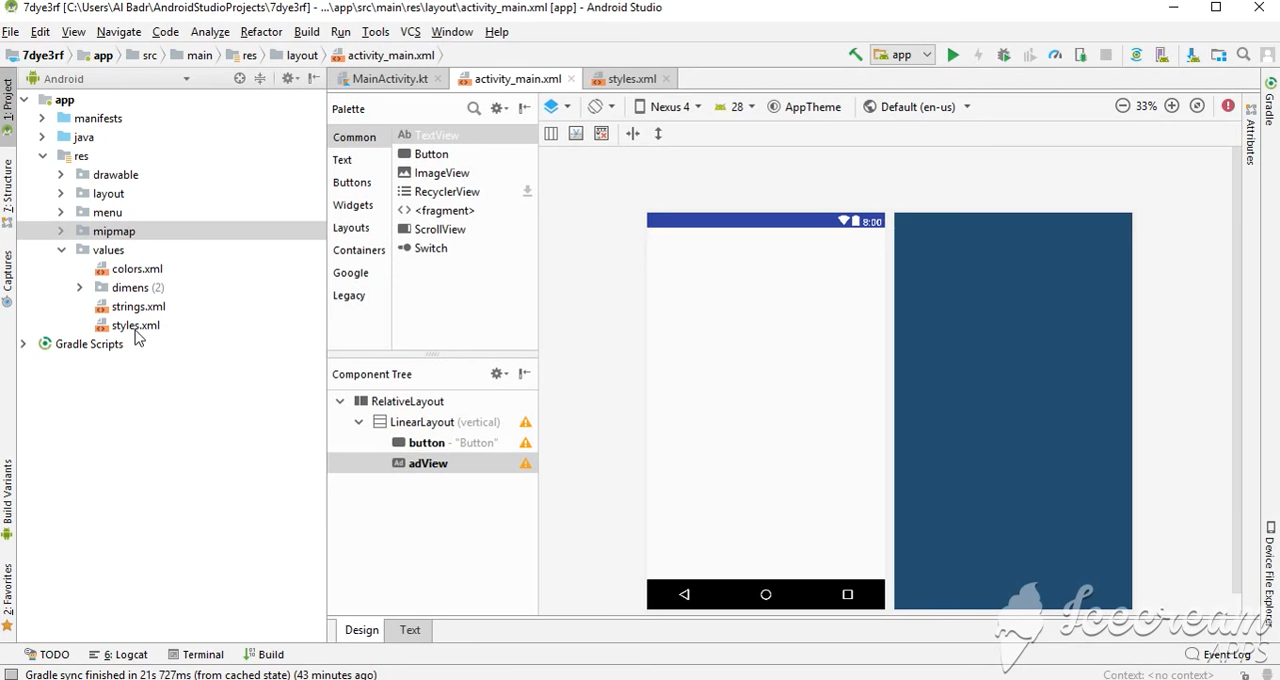 7dye3rf [C:\Users\Al Badr\AndroidStudioProjects\7dye3rf] - ...\app\src\main\res\layout\activity_main.xml [app] - Android Studio
File Edit View Navigate Code Analyze Refactor Build Run Tools VCS Window Help
7dye3rf app src main res layout activity_main.xml app
Android MainActivity.kt activity_main.xml styles.xml
1: Project
7: Structure
Captures
Build Variants
2: Favorites
app
manifests
java
res
drawable
layout
menu
mipmap
values
colors.xml
dimens (2)
strings.xml
styles.xml
Gradle Scripts
Palette
Common
Text
Buttons
Widgets
Layouts
Containers
Google
Legacy
Ab TextView
Button
ImageView
RecyclerView
<fragment>
ScrollView
Switch
Component Tree
RelativeLayout
LinearLayout (vertical)
button - "Button"
Ad adView
Nexus 4 28 AppTheme Default (en-us) 33%
8:00
Gradle
Attributes
Device File Explorer
Design Text
Icecream
APPS
TODO 6: Logcat Terminal Build Event Log
Gradle sync finished in 21s 727ms (from cached state) (43 minutes ago) Context: <no context>